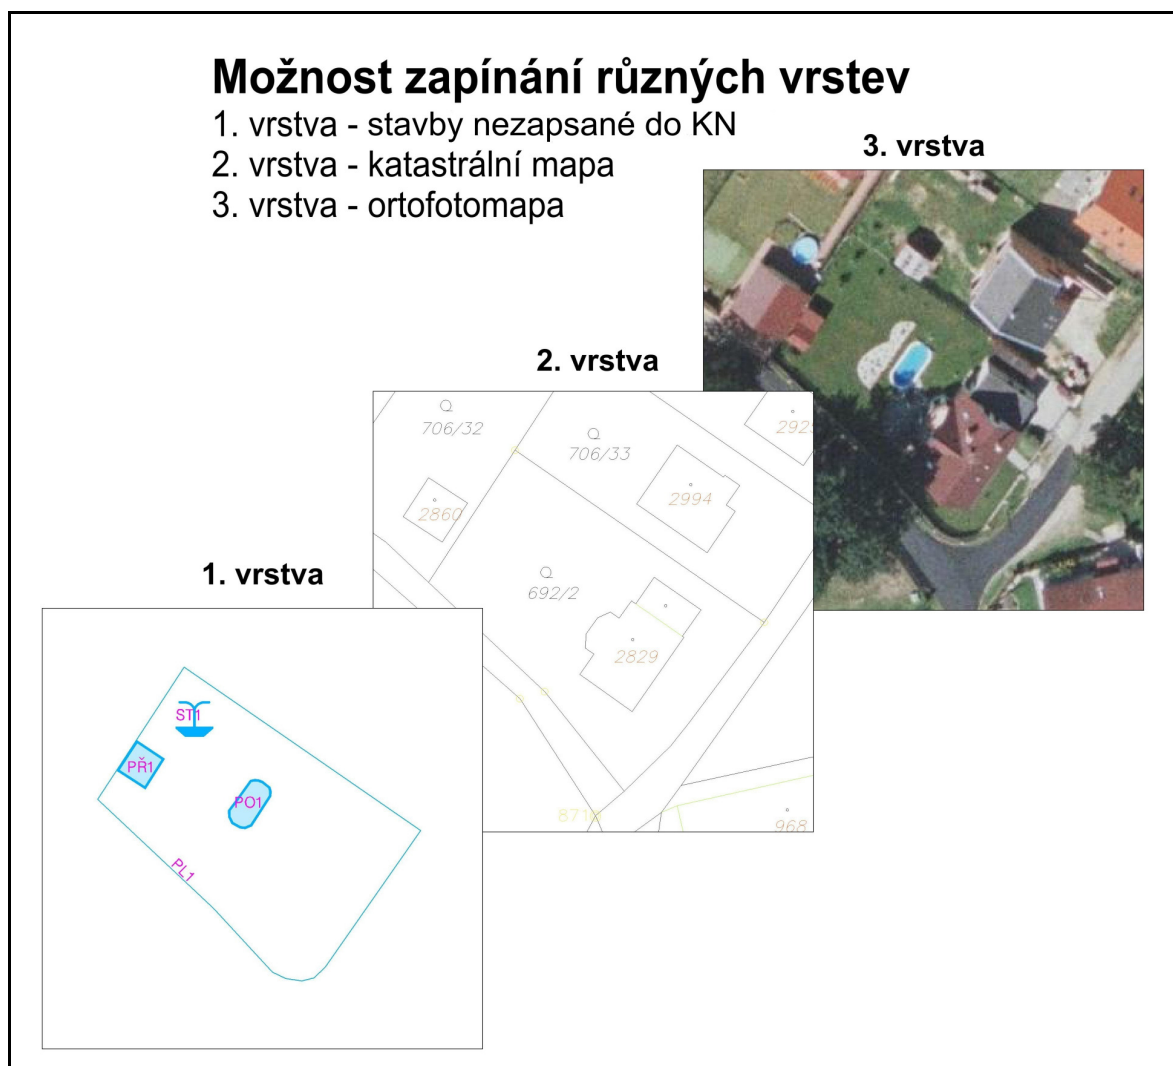 Možnost zapínání různých vrstev
1. vrstva - stavby nezapsané do KN
2. vrstva - katastrální mapa
3. vrstva - ortofotomapa
3. vrstva
2. vrstva
706/32
706/33
2860
2994
692/2
2829
968
1. vrstva
ST1
PŘ1
PO1
PL1